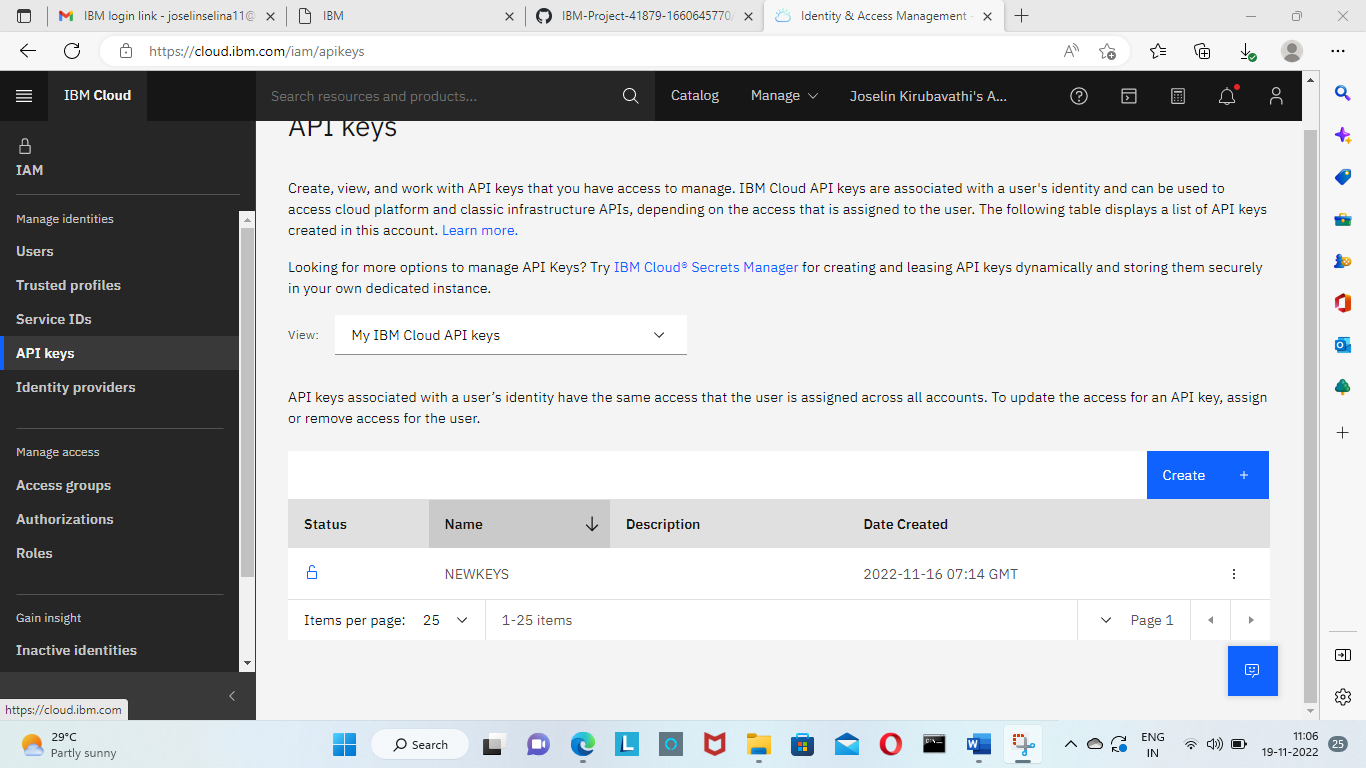 IBM login link - joselinselina11@
IBM
IBM-Project-41879-1660645770
Identity & Access Management -
https://cloud.ibm.com/iam/apikeys
IBM Cloud
Search resources and products...
Catalog
Manage
Joselin Kirubavathi's A...
IAM
Manage identities
Users
Trusted profiles
Service IDs
API keys
Identity providers
Manage access
Access groups
Authorizations
Roles
Gain insight
Inactive identities
https://cloud.ibm.com
API keys
Create, view, and work with API keys that you have access to manage. IBM Cloud API keys are associated with a user's identity and can be used to
access cloud platform and classic infrastructure APIs, depending on the access that is assigned to the user. The following table displays a list of API keys
created in this account. Learn more.
Looking for more options to manage API Keys? Try IBM Cloud® Secrets Manager for creating and leasing API keys dynamically and storing them securely
in your own dedicated instance.
View: My IBM Cloud API keys
API keys associated with a user’s identity have the same access that the user is assigned across all accounts. To update the access for an API key, assign
or remove access for the user.
Create +
Status Name Description Date Created
NEWKEYS 2022-11-16 07:14 GMT
Items per page: 25 1-25 items Page 1
29°C
Partly sunny
Search
ENG
IN
11:06
19-11-2022
25